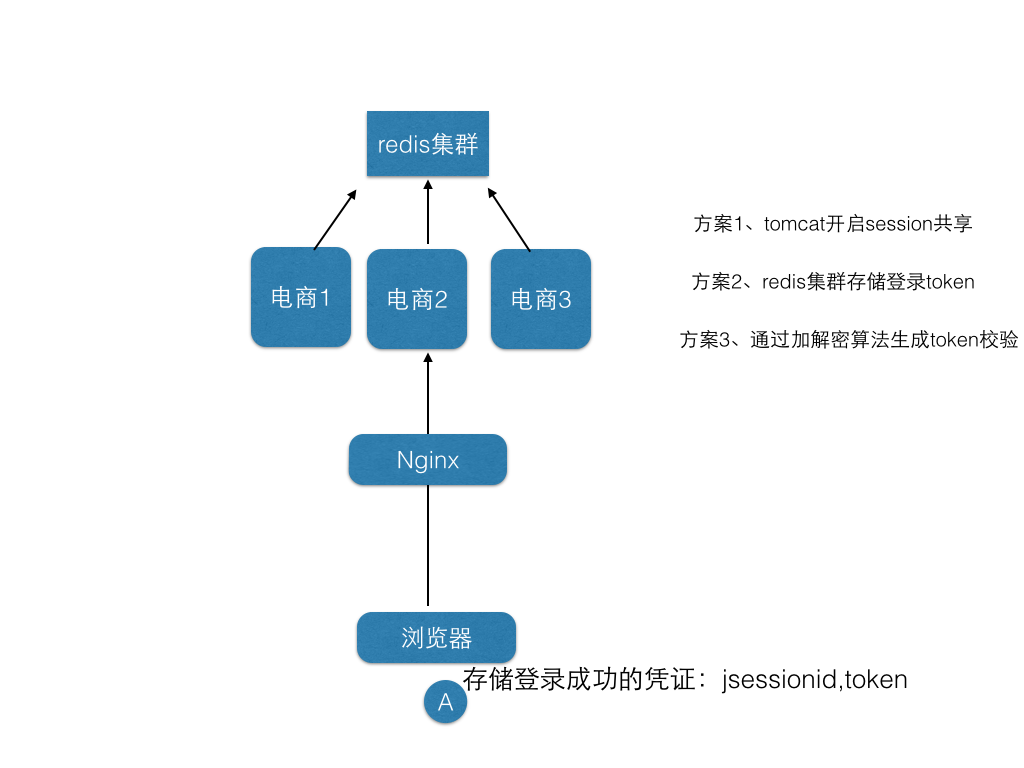 redis集群
方案1、tomcat开启session共享
方案2、redis集群存储登录token
电商1
电商2
电商3
方案3、通过加解密算法生成token校验
Nginx
浏览器
存储登录成功的凭证：jsessionid,token
A